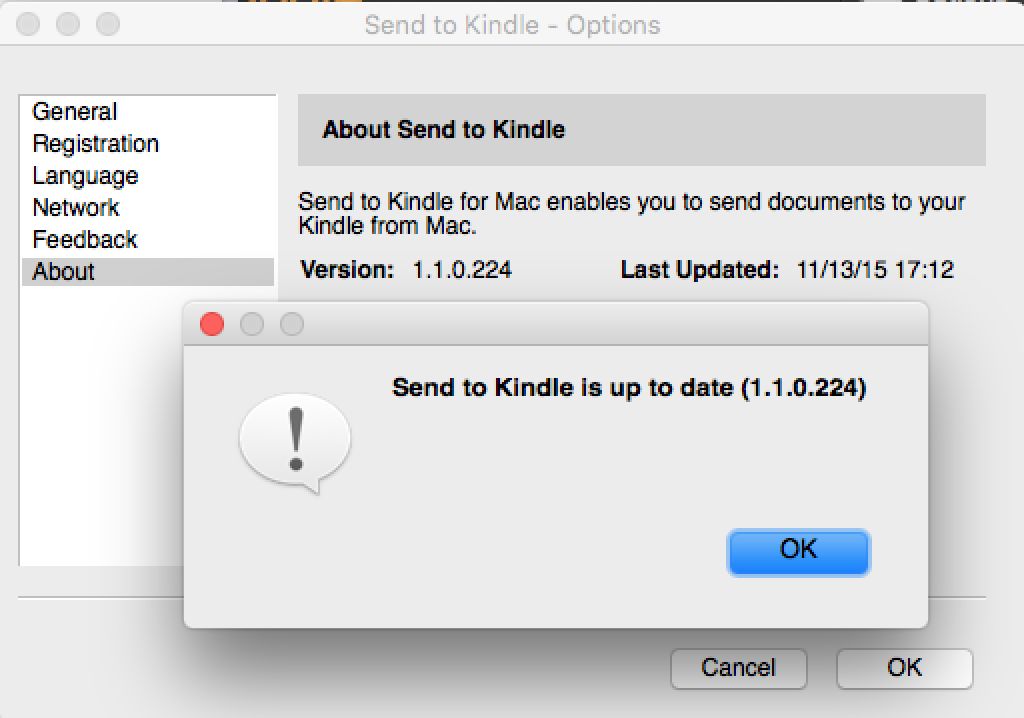 Send to Kindle - Options
General
Registration
Language
Network
Feedback
About
About Send to Kindle
Send to Kindle for Mac enables you to send documents to your
Kindle from Mac.
Version: 1.1.0.224 Last Updated: 11/13/15 17:12
Send to Kindle is up to date (1.1.0.224)
!
OK
Cancel OK